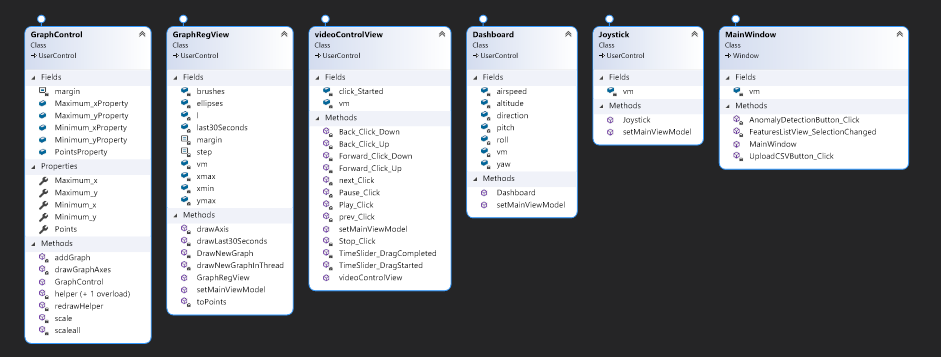 GraphControl
Class
UserControl
Fields
margin
Maximum_xProperty
Maximum_yProperty
Minimum_xProperty
Minimum_yProperty
PointsProperty
Properties
Maximum_x
Maximum_y
Minimum_x
Minimum_y
Points
Methods
addGraph
drawGraphAxes
GraphControl
helper (+ 1 overload)
redrawHelper
scale
scaleall
GraphRegView
Class
UserControl
Fields
brushes
ellipses
l
last30Seconds
margin
step
vm
xmax
xmin
ymax
Methods
drawAxis
drawLast30Seconds
DrawNewGraph
drawNewGraphInThread
GraphRegView
setMainViewModel
toPoints
videoControlView
Class
UserControl
Fields
click_Started
vm
Methods
Back_Click_Down
Back_Click_Up
Forward_Click_Down
Forward_Click_Up
next_Click
Pause_Click
Play_Click
prev_Click
setMainViewModel
Stop_Click
TimeSlider_DragCompleted
TimeSlider_DragStarted
videoControlView
Dashboard
Class
UserControl
Fields
airspeed
altitude
direction
pitch
roll
vm
yaw
Methods
Dashboard
setMainViewModel
Joystick
Class
UserControl
Fields
vm
Methods
Joystick
setMainViewModel
MainWindow
Class
Window
Fields
vm
Methods
AnomalyDetectionButton_Click
FeaturesListView_SelectionChanged
MainWindow
UploadCSVButton_Click